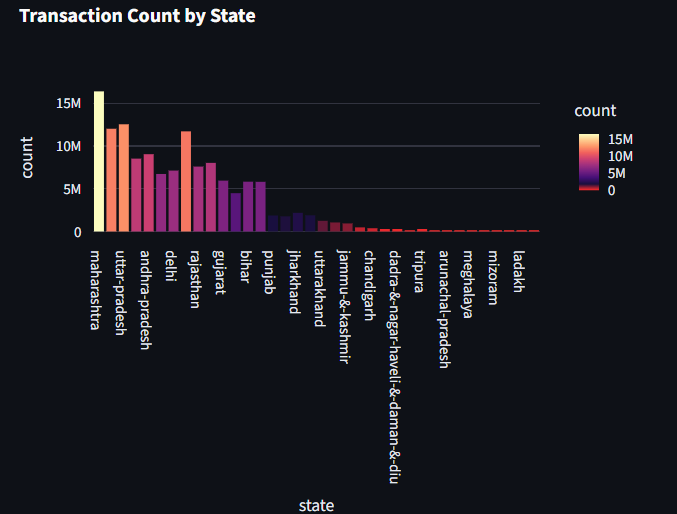 Transaction Count by State
count
15M
10M
5M
0
maharashtra
uttar-pradesh
andhra-pradesh
delhi
rajasthan
gujarat
bihar
punjab
jharkhand
uttarakhand
jammu-&-kashmir
chandigarh
dadra-&-nagar-haveli-&-daman-&-diu
tripura
arunachal-pradesh
meghalaya
mizoram
ladakh
state
count
15M
10M
5M
0